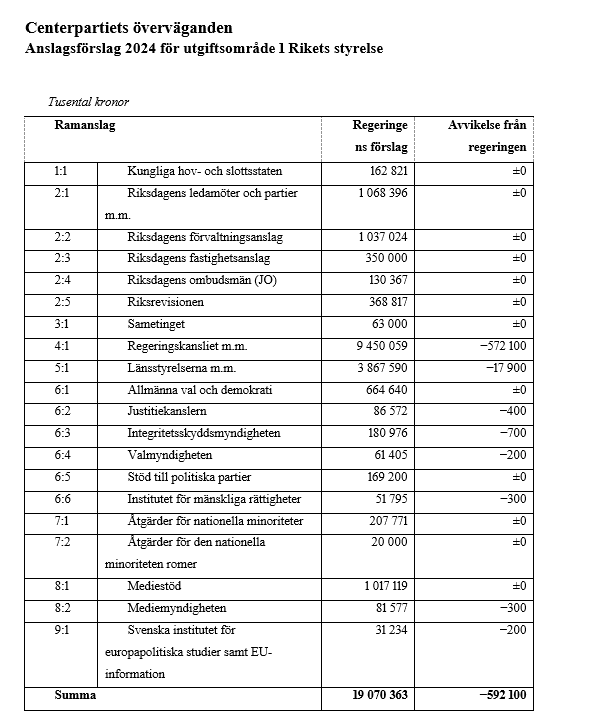 Centerpartiets överväganden
Anslagsförslag 2024 för utgiftsområde 1 Rikets styrelse
Tusental kronor
Ramanslag Regeringe Avvikelse från
ns förslag regeringen
1:1 Kungliga hov- och slottsstaten 162 821 ±0
2:1 Riksdagens ledamöter och partier 1 068 396 ±0
m.m.
2:2 Riksdagens förvaltningsanslag 1 037 024 ±0
2:3 Riksdagens fastighetsanslag 350 000 ±0
2:4 Riksdagens ombudsmän (JO) 130 367 ±0
2:5 Riksrevisionen 368 817 ±0
3:1 Sametinget 63 000 ±0
4:1 Regeringskansliet m.m. 9 450 059 −572 100
5:1 Länsstyrelserna m.m. 3 867 590 −17 900
6:1 Allmänna val och demokrati 664 640 ±0
6:2 Justitiekanslern 86 572 −400
6:3 Integritetsskyddsmyndigheten 180 976 −700
6:4 Valmyndigheten 61 405 −200
6:5 Stöd till politiska partier 169 200 ±0
6:6 Institutet för mänskliga rättigheter 51 795 −300
7:1 Åtgärder för nationella minoriteter 207 771 ±0
7:2 Åtgärder för den nationella 20 000 ±0
minoriteten romer
8:1 Mediestöd 1 017 119 ±0
8:2 Mediemyndigheten 81 577 −300
9:1 Svenska institutet för 31 234 −200
europapolitiska studier samt EU-
information
Summa 19 070 363 −592 100